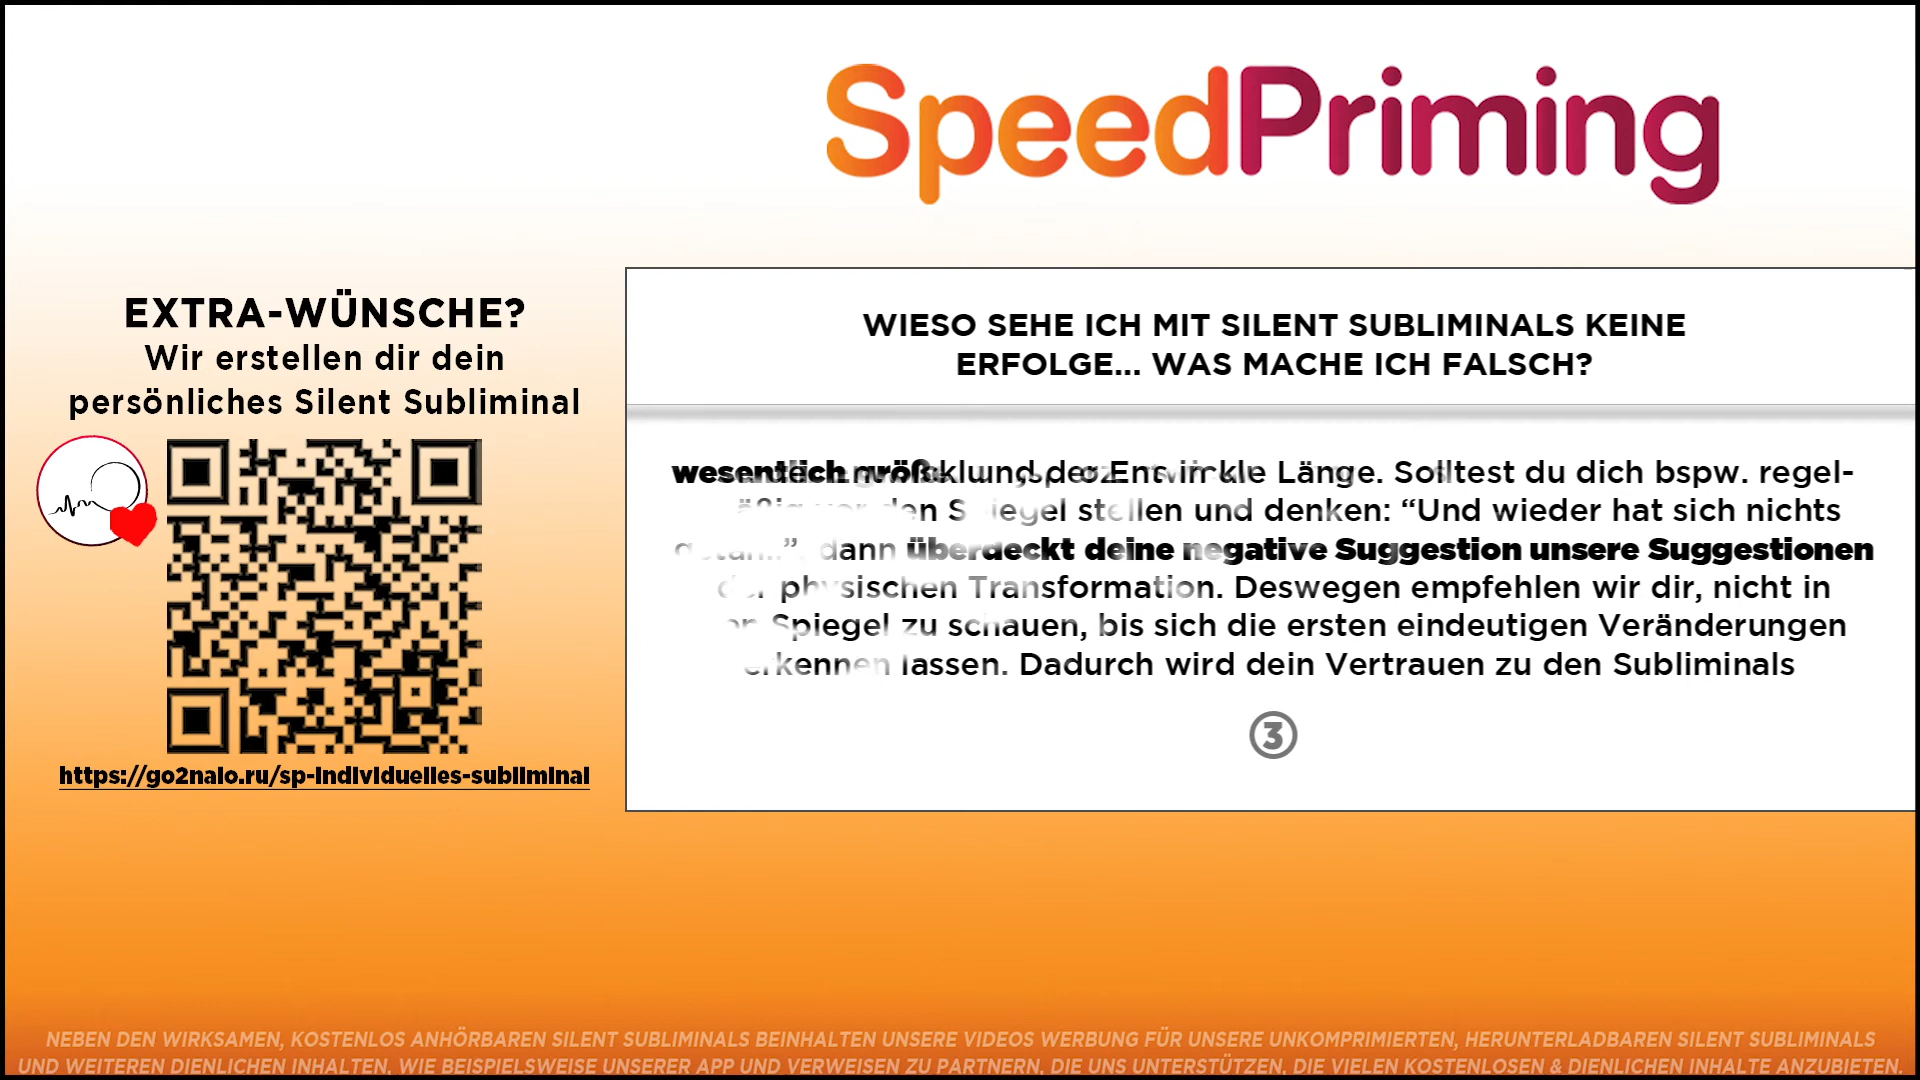 SpeedPriming
EXTRA-WÜNSCHE?
Wir erstellen dir dein
persönliches Silent Subliminal
https://go2nalo.ru/sp-individuelles-subliminal
WIESO SEHE ICH MIT SILENT SUBLIMINALS KEINE
ERFOLGE... WAS MACHE ICH FALSCH?
Länge. Solltest du dich bspw. regel-
stellen und denken: “Und wieder hat sich nichts
dann überdeckt deine negative Suggestion unsere Suggestionen
physischen Transformation. Deswegen empfehlen wir dir, nicht in
Spiegel zu schauen, bis sich die ersten eindeutigen Veränderungen
erkennen lassen. Dadurch wird dein Vertrauen zu den Subliminals
3
NEBEN DEN WIRKSAMEN, KOSTENLOS ANHÖRBAREN SILENT SUBLIMINALS BEINHALTEN UNSERE VIDEOS WERBUNG FÜR UNSERE UNKOMPRIMIERTEN, HERUNTERLADBAREN SILENT SUBLIMINALS
UND WEITEREN DIENLICHEN INHALTEN, WIE BEISPIELSWEISE UNSERER APP UND VERWEISEN ZU PARTNERN, DIE UNS UNTERSTÜTZEN, DIE VIELEN KOSTENLOSEN & DIENLICHEN INHALTE ANZUBIETEN.